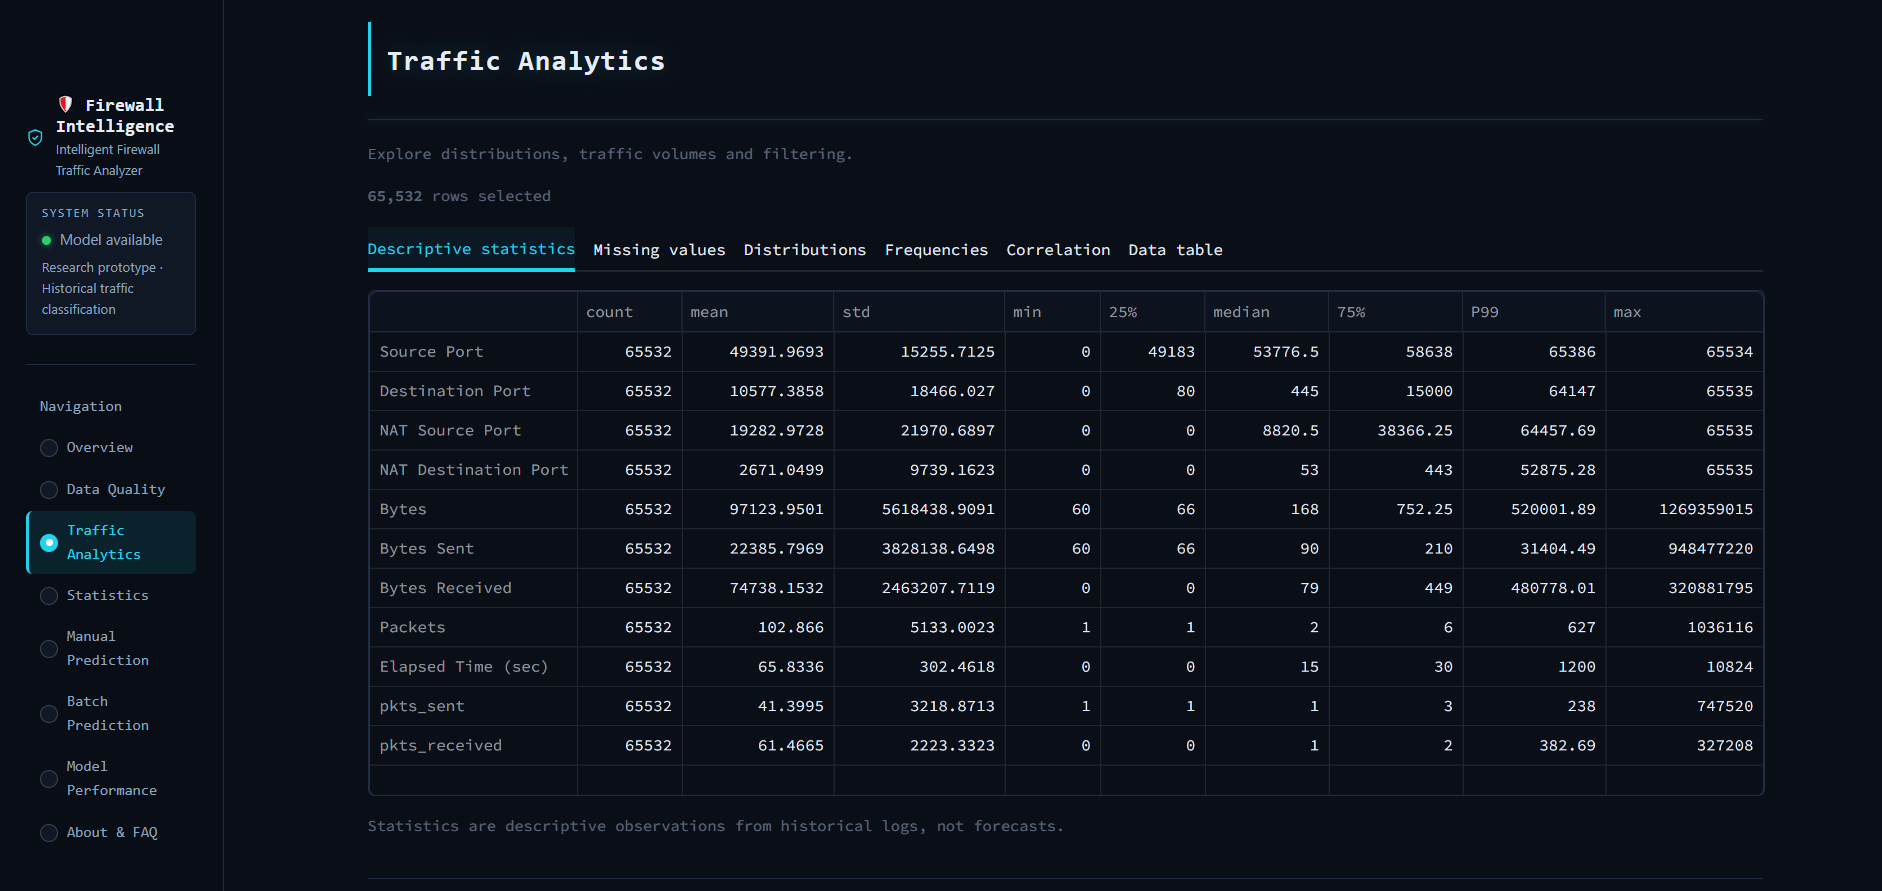 Firewall
Intelligence
Intelligent Firewall
Traffic Analyzer
SYSTEM STATUS
Model available
Research prototype ·
Historical traffic
classification
Navigation
Overview
Data Quality
Traffic
Analytics
Statistics
Manual
Prediction
Batch
Prediction
Model
Performance
About & FAQ
Traffic Analytics
Explore distributions, traffic volumes and filtering.
65,532 rows selected
Descriptive statistics Missing values Distributions Frequencies Correlation Data table
count mean std min 25% median 75% P99 max
Source Port 65532 49391.9693 15255.7125 0 49183 53776.5 58638 65386 65534
Destination Port 65532 10577.3858 18466.027 0 80 445 15000 64147 65535
NAT Source Port 65532 19282.9728 21970.6897 0 0 8820.5 38366.25 64457.69 65535
NAT Destination Port 65532 2671.0499 9739.1623 0 0 53 443 52875.28 65535
Bytes 65532 97123.9501 5618438.9091 60 66 168 752.25 520001.89 1269359015
Bytes Sent 65532 22385.7969 3828138.6498 60 66 90 210 31404.49 948477220
Bytes Received 65532 74738.1532 2463207.7119 0 0 79 449 480778.01 320881795
Packets 65532 102.866 5133.0023 1 1 2 6 627 1036116
Elapsed Time (sec) 65532 65.8336 302.4618 0 0 15 30 1200 10824
pkts_sent 65532 41.3995 3218.8713 1 1 1 3 238 747520
pkts_received 65532 61.4665 2223.3323 0 0 1 2 382.69 327208
Statistics are descriptive observations from historical logs, not forecasts.